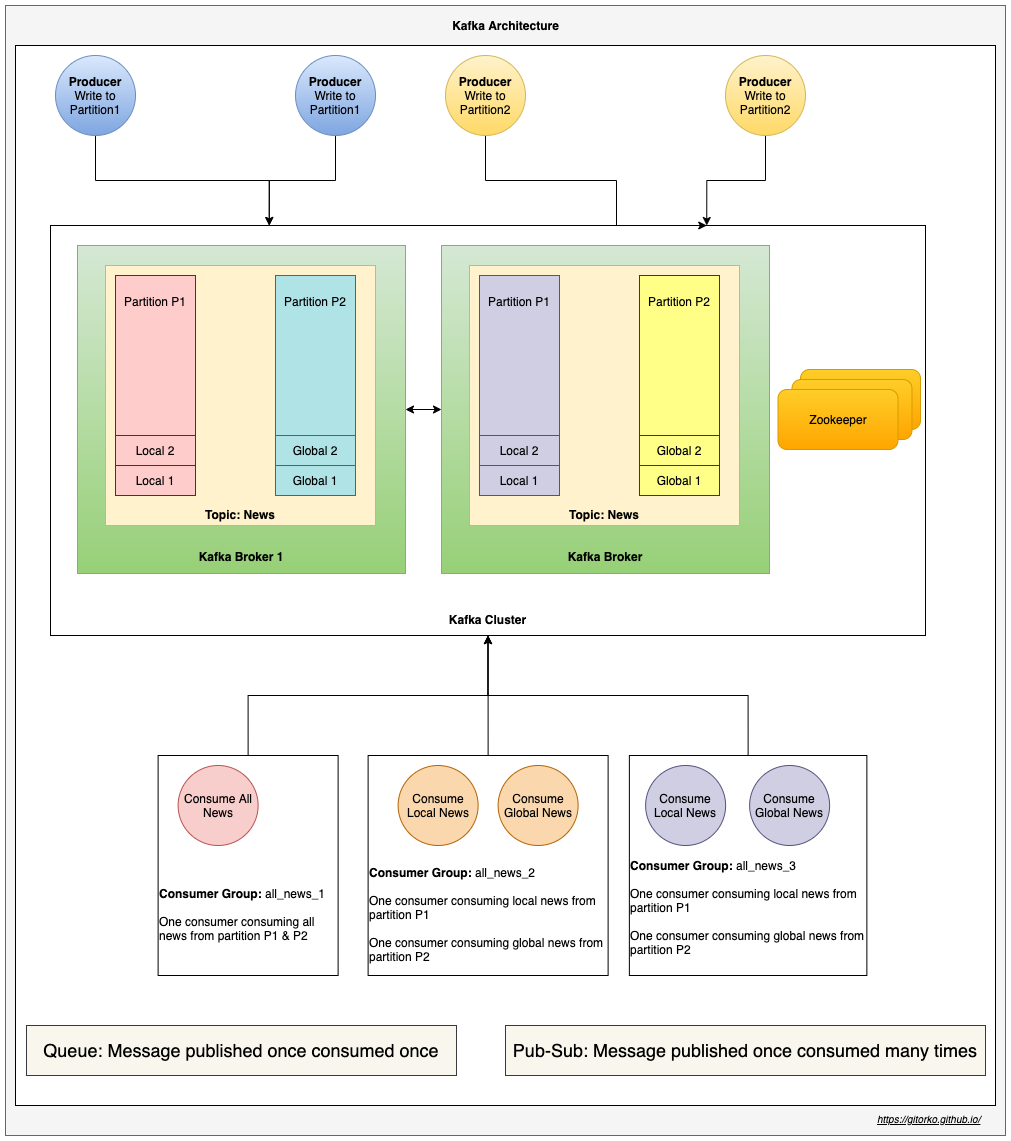 Kafka Architecture
Producer
Write to
Partition1
Producer
Write to
Partition1
Producer
Write to
Partition2
Producer
Write to
Partition2
Partition P1
Local 2
Local 1
Partition P2
Global 2
Global 1
Topic: News
Kafka Broker 1
Partition P1
Local 2
Local 1
Partition P2
Global 2
Global 1
Topic: News
Kafka Broker
Zookeeper
Kafka Cluster
Consume All
News
Consumer Group: all_news_1
One consumer consuming all
news from partition P1 & P2
Consume
Local News
Consume
Global News
Consumer Group: all_news_2
One consumer consuming local news from
partition P1
One consumer consuming global news from
partition P2
Consume
Local News
Consume
Global News
Consumer Group: all_news_3
One consumer consuming local news from
partition P1
One consumer consuming global news from
partition P2
Queue: Message published once consumed once
Pub-Sub: Message published once consumed many times
https://gitorko.github.io/